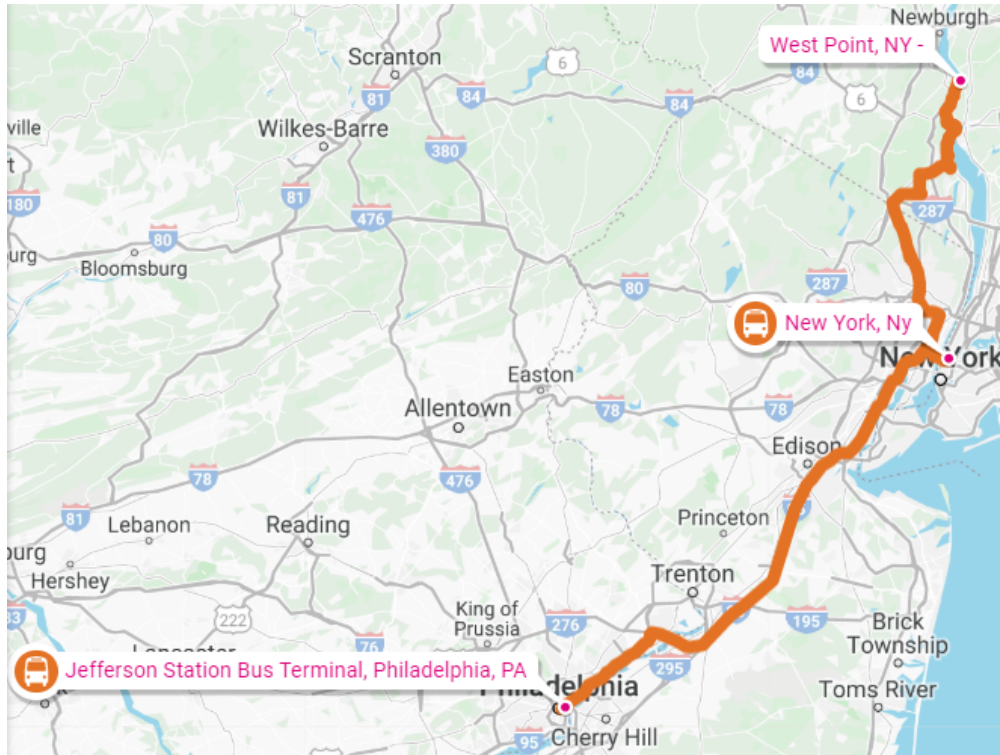 Newburgh
West Point, NY -
Scranton
6
84
81
84
84
6
ville
Wilkes-Barre
380
81
180
476
287
80
Bloomsburg
80
287
New York, Ny
New York
Easton
Allentown
78
78
Edison
78
476
81
Lebanon
Reading
Princeton
burg
Hershey
Trenton
222
King of
Prussia
276
195
Brick
Township
76
Lancaster
295
Jefferson Station Bus Terminal, Philadelphia, PA
Philadelphia
Toms River
95
Cherry Hill